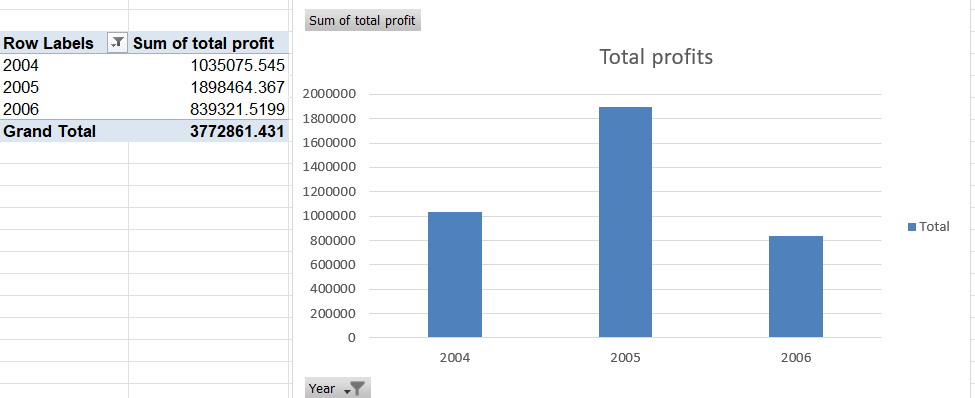 Row Labels Sum of total profit
2004 1035075.545
2005 1898464.367
2006 839321.5199
Grand Total 3772861.431
Sum of total profit
Total profits
2000000
1800000
1600000
1400000
1200000
1000000
800000
600000
400000
200000
0
2004 2005 2006
Total
Year